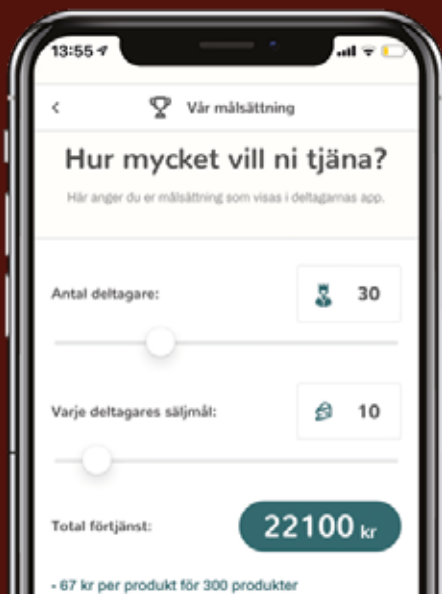 13:55
Vår målsättning
Hur mycket vill ni tjäna?
Här anger du er målsättning som visas i deltagarnas app.
Antal deltagare:
30
Varje deltagares säljmål:
10
Total förtjänst:
22100 kr
- 67 kr per produkt för 300 produkter